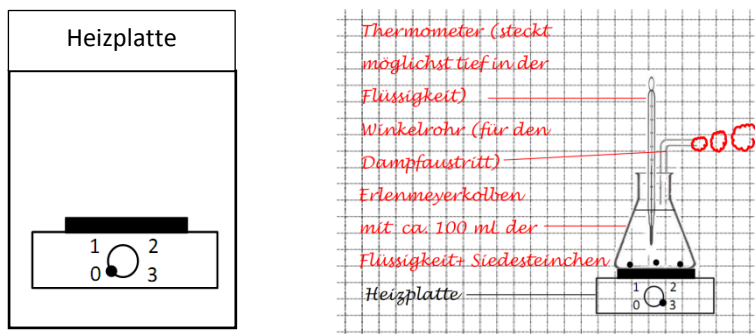 Heizplatte
1 2
0 3
Thermometer (steckt
möglichst tief in der
Flüssigkeit)
Winkelrohr (für den
Dampfaustritt)
Erlenmeyerkolben
mit ca. 100 ml der
Flüssigkeit+ Siedesteinchen
Heizplatte
1 2
0 3